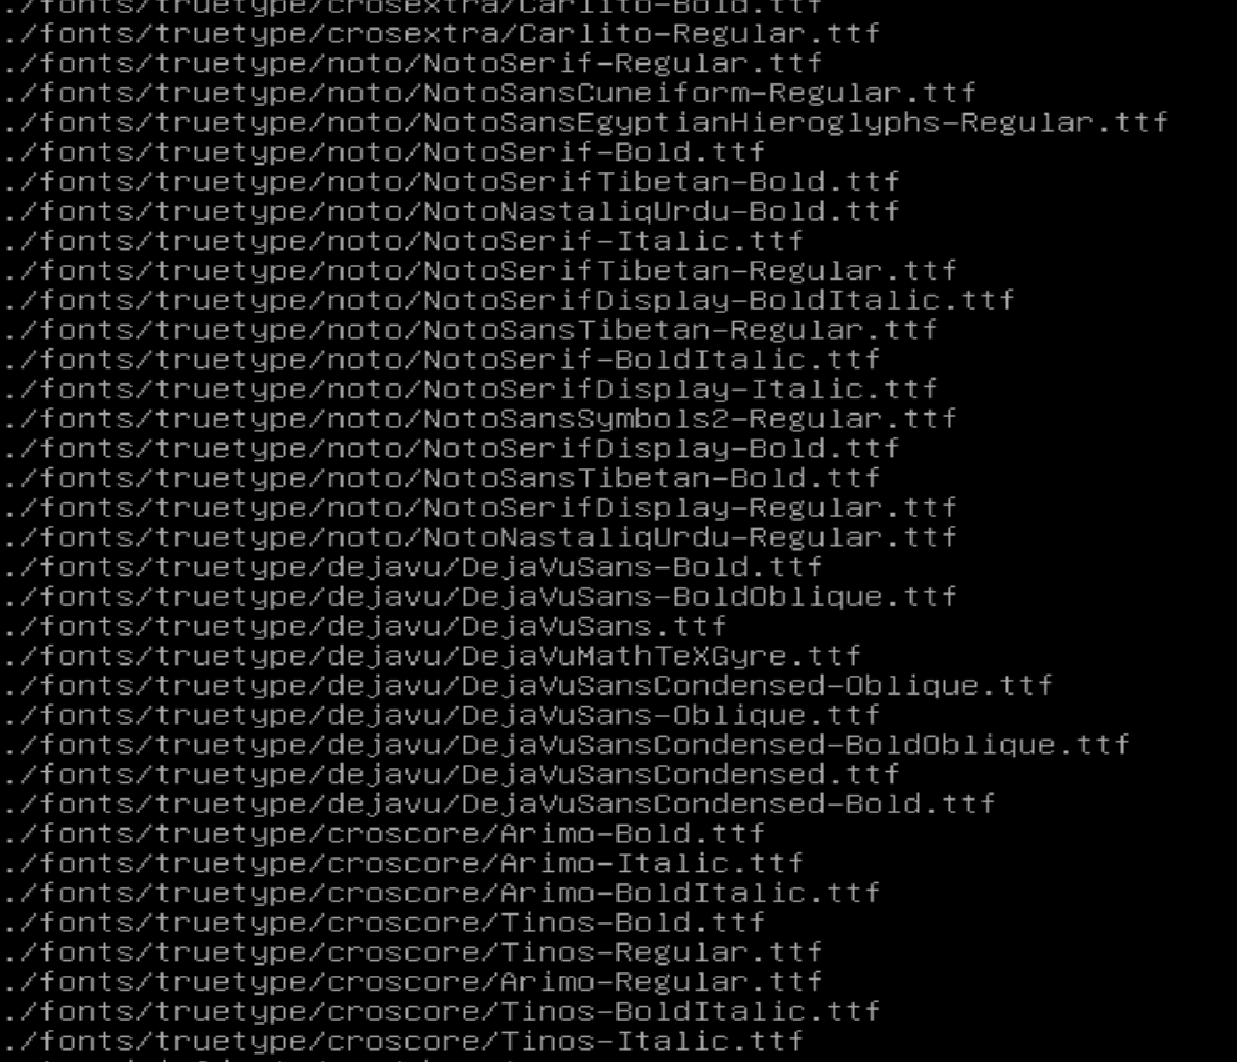 ./fonts/truetype/crosextra/Carlito-Bold.ttf
./fonts/truetype/crosextra/Carlito-Regular.ttf
./fonts/truetype/noto/NotoSerif-Regular.ttf
./fonts/truetype/noto/NotoSansCuneiform-Regular.ttf
./fonts/truetype/noto/NotoSansEgyptianHieroglyphs-Regular.ttf
./fonts/truetype/noto/NotoSerif-Bold.ttf
./fonts/truetype/noto/NotoSerifTibetan-Bold.ttf
./fonts/truetype/noto/NotoNastaliqUrdu-Bold.ttf
./fonts/truetype/noto/NotoSerif-Italic.ttf
./fonts/truetype/noto/NotoSerifTibetan-Regular.ttf
./fonts/truetype/noto/NotoSerifDisplay-BoldItalic.ttf
./fonts/truetype/noto/NotoSansTibetan-Regular.ttf
./fonts/truetype/noto/NotoSerif-BoldItalic.ttf
./fonts/truetype/noto/NotoSerifDisplay-Italic.ttf
./fonts/truetype/noto/NotoSansSymbols2-Regular.ttf
./fonts/truetype/noto/NotoSerifDisplay-Bold.ttf
./fonts/truetype/noto/NotoSansTibetan-Bold.ttf
./fonts/truetype/noto/NotoSerifDisplay-Regular.ttf
./fonts/truetype/noto/NotoNastaliqUrdu-Regular.ttf
./fonts/truetype/dejavu/DejaVuSans-Bold.ttf
./fonts/truetype/dejavu/DejaVuSans-BoldOblique.ttf
./fonts/truetype/dejavu/DejaVuSans.ttf
./fonts/truetype/dejavu/DejaVuMathTeXGyre.ttf
./fonts/truetype/dejavu/DejaVuSansCondensed-Oblique.ttf
./fonts/truetype/dejavu/DejaVuSans-Oblique.ttf
./fonts/truetype/dejavu/DejaVuSansCondensed-BoldOblique.ttf
./fonts/truetype/dejavu/DejaVuSansCondensed.ttf
./fonts/truetype/dejavu/DejaVuSansCondensed-Bold.ttf
./fonts/truetype/croscore/Arimo-Bold.ttf
./fonts/truetype/croscore/Arimo-Italic.ttf
./fonts/truetype/croscore/Arimo-BoldItalic.ttf
./fonts/truetype/croscore/Tinos-Bold.ttf
./fonts/truetype/croscore/Tinos-Regular.ttf
./fonts/truetype/croscore/Arimo-Regular.ttf
./fonts/truetype/croscore/Tinos-BoldItalic.ttf
./fonts/truetype/croscore/Tinos-Italic.ttf